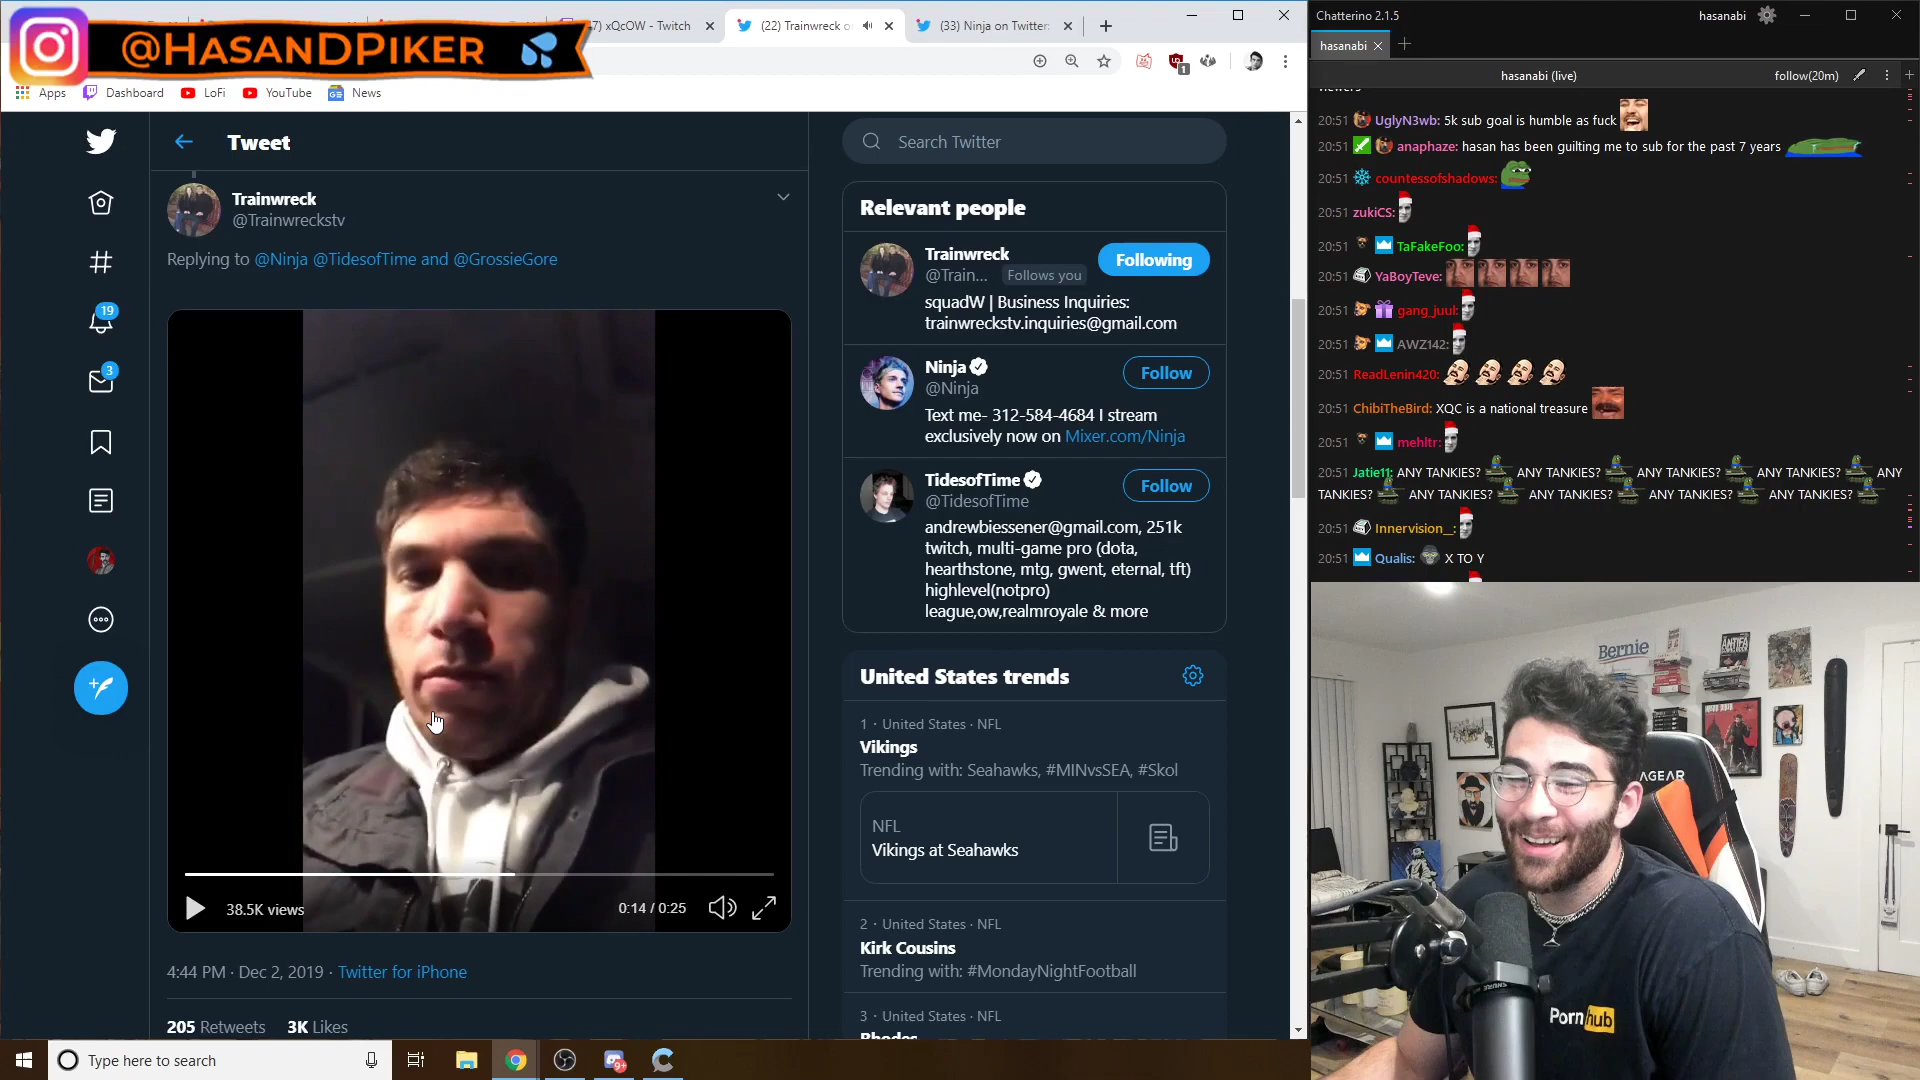 @HASANDPIKER
7) xQcOW - Twitch
(22) Trainwreck o
(33) Ninja on Twitter:
1
Apps
Dashboard
LoFi
YouTube
News
Tweet
Trainwreck
@Trainwreckstv
Replying to @Ninja @TidesofTime and @GrossieGore
19
3
38.5K views
0:14 / 0:25
4:44 PM · Dec 2, 2019 · Twitter for iPhone
205 Retweets 3K Likes
Search Twitter
Relevant people
Trainwreck
@Train... Follows you
Following
squadW | Business Inquiries:
trainwreckstv.inquiries@gmail.com
Ninja
@Ninja
Follow
Text me- 312-584-4684 I stream
exclusively now on Mixer.com/Ninja
TidesofTime
@TidesofTime
Follow
andrewbiessener@gmail.com, 251k
twitch, multi-game pro (dota,
hearthstone, mtg, gwent, eternal, tft)
highlevel(notpro)
league,ow,realmroyale & more
United States trends
1 · United States · NFL
Vikings
Trending with: Seahawks, #MINvsSEA, #Skol
NFL
Vikings at Seahawks
2 · United States · NFL
Kirk Cousins
Trending with: #MondayNightFootball
3 · United States · NFL
Rhodes
Type here to search
9+
Chatterino 2.1.5
hasanabi
hasanabi
hasanabi (live)
follow(20m)
viewers
20:51 UglyN3wb: 5k sub goal is humble as fuck
20:51 anaphaze: hasan has been guilting me to sub for the past 7 years
20:51 countessofshadows:
20:51 zukiCS:
20:51 TaFakeFoo:
20:51 YaBoyTeve:
20:51 gang_juul:
20:51 AWZ142:
20:51 ReadLenin420:
20:51 ChibiTheBird: XQC is a national treasure
20:51 mehltr:
20:51 Jatie11: ANY TANKIES? ANY TANKIES? ANY TANKIES? ANY TANKIES? ANY
TANKIES? ANY TANKIES? ANY TANKIES? ANY TANKIES? ANY TANKIES?
20:51 Innervision_:
20:51 Qualis: X TO Y
Bernie
ANTIFA
AGEAR
Porn hub